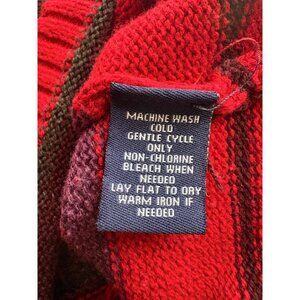 MACHINE WASH
COLD
GENTLE CYCLE
ONLY
NON-CHLORINE
BLEACH WHEN
NEEDED
LAY FLAT TO DRY
WARM IRON IF
NEEDED